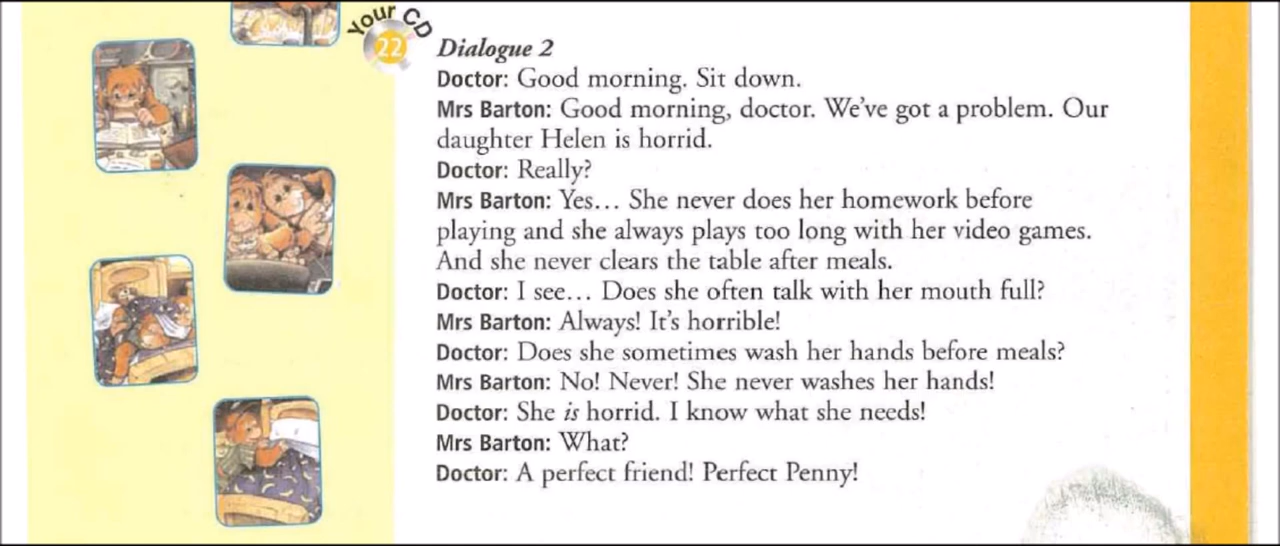 Your CD
22
Dialogue 2
Doctor: Good morning. Sit down.
Mrs Barton: Good morning, doctor. We've got a problem. Our
daughter Helen is horrid.
Doctor: Really?
Mrs Barton: Yes... She never does her homework before
playing and she always plays too long with her video games.
And she never clears the table after meals.
Doctor: I see... Does she often talk with her mouth full?
Mrs Barton: Always! It's horrible!
Doctor: Does she sometimes wash her hands before meals?
Mrs Barton: No! Never! She never washes her hands!
Doctor: She is horrid. I know what she needs!
Mrs Barton: What?
Doctor: A perfect friend! Perfect Penny!